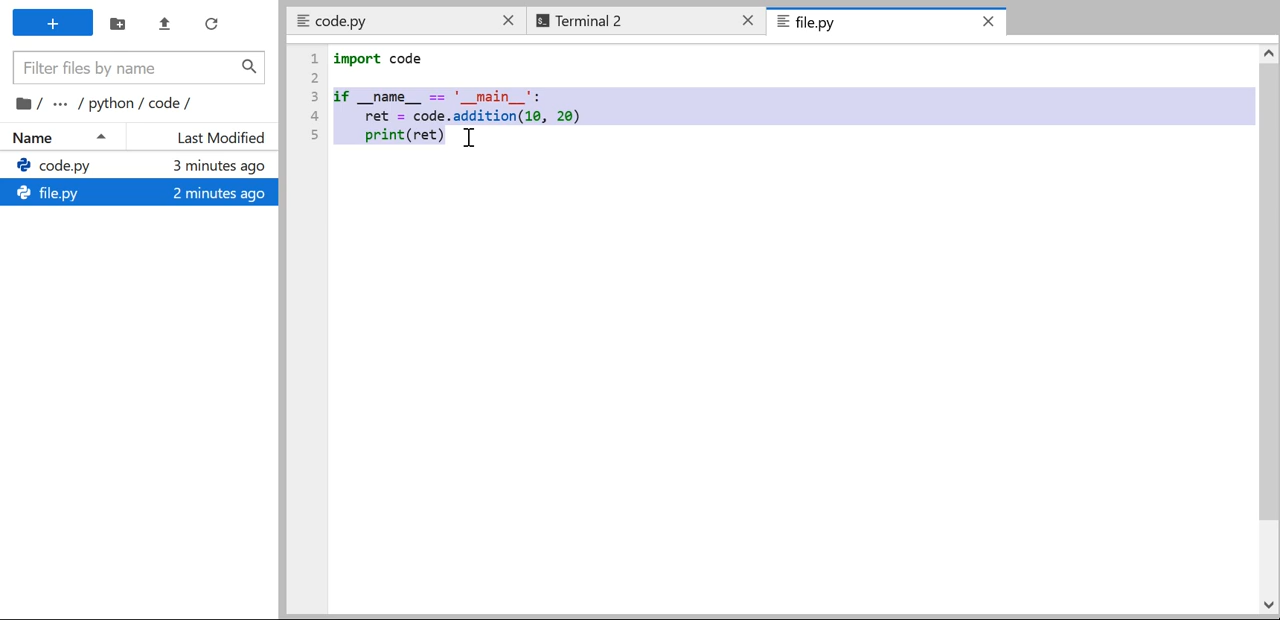 +
Filter files by name
/ ··· / python / code /
Name Last Modified
code.py 3 minutes ago
file.py 2 minutes ago
code.py
Terminal 2
file.py
1 import code
2
3 if __name__ == '__main__':
4     ret = code.addition(10, 20)
5     print(ret)